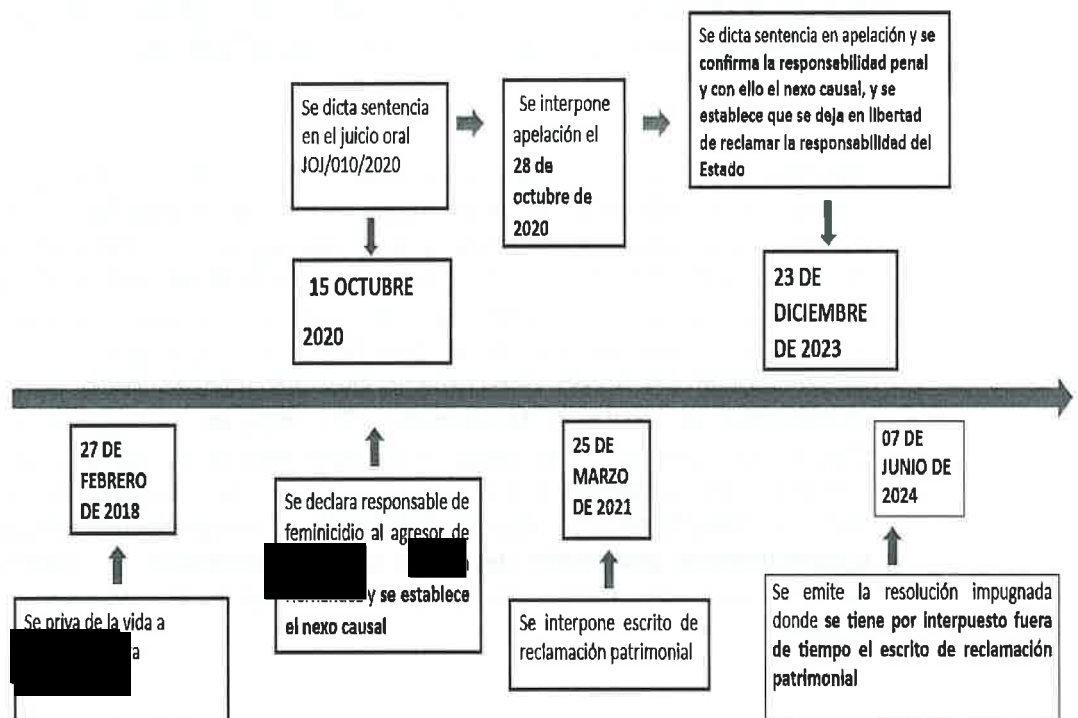 Se dicta sentencia
en el juicio oral
JOJ/010/2020
Se interpone
apelación el
28 de
octubre de
2020
Se dicta sentencia en apelación y se
confirma la responsabilidad penal
y con ello el nexo causal, y se
establece que se deja en libertad
de reclamar la responsabilidad del
Estado
15 OCTUBRE
2020
23 DE
DICIEMBRE
DE 2023
27 DE
FEBRERO
DE 2018
Se priva de la vida a
a
Se declara responsable de
feminicidio al agresor de
y se establece
el nexo causal
25 DE
MARZO
DE 2021
Se interpone escrito de
reclamación patrimonial
07 DE
JUNIO DE
2024
Se emite la resolución impugnada
donde se tiene por interpuesto fuera
de tiempo el escrito de reclamación
patrimonial